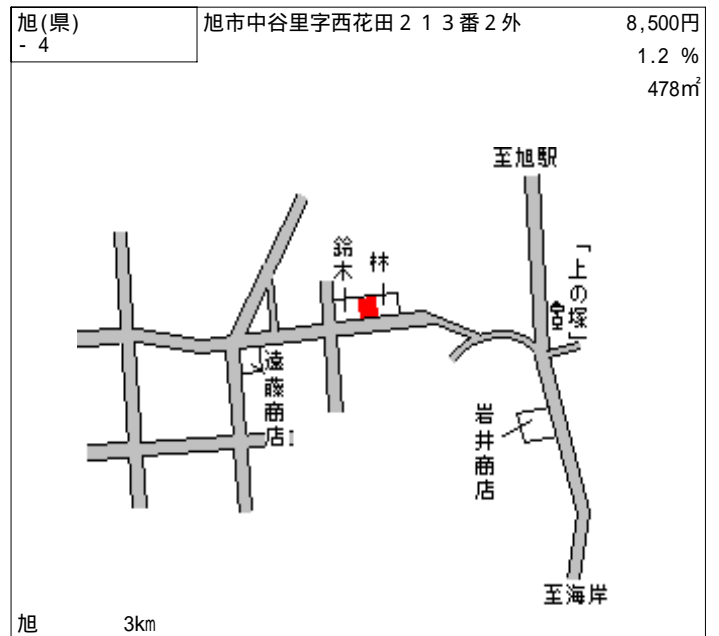 旭(県)
- 4
旭市中谷里字西花田２１３番２外
8,500円
1.2 %
478㎡
至旭駅
鈴木
林
「上の塚」
遠藤商店
岩井商店
至海岸
旭 3km